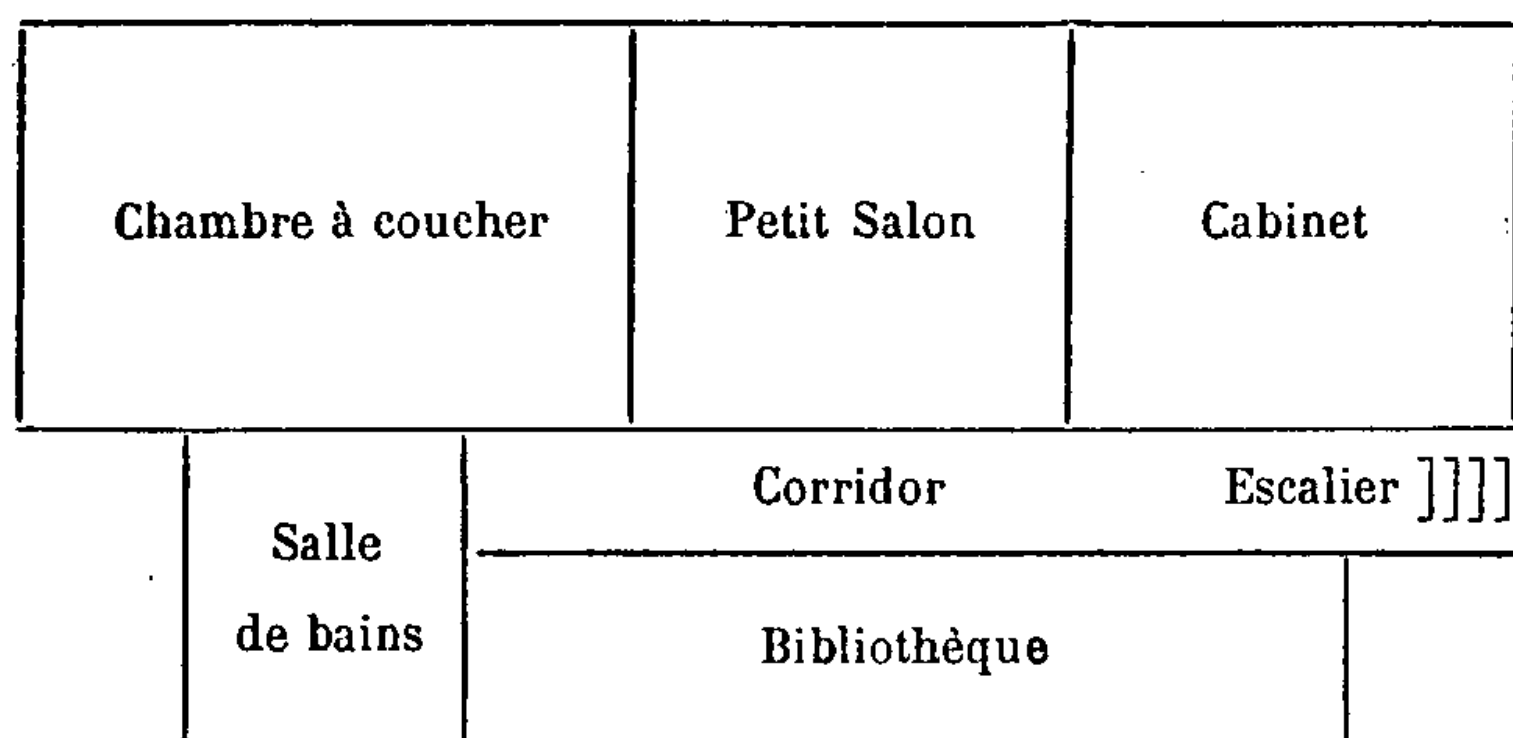 Chambre à coucher
Petit Salon
Cabinet
Corridor
Escalier
Salle
de bains
Bibliothèque